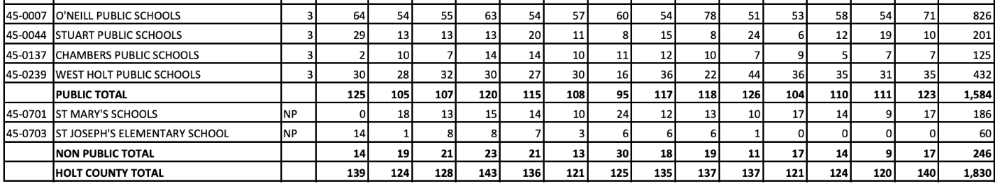 45-0007 O'NEILL PUBLIC SCHOOLS 3 64 54 55 63 54 57 60 54 78 51 53 58 54 71 826
45-0044 STUART PUBLIC SCHOOLS 3 29 13 13 13 20 11 8 15 8 24 6 12 19 10 201
45-0137 CHAMBERS PUBLIC SCHOOLS 3 2 10 7 14 14 10 11 12 10 7 9 5 7 7 125
45-0239 WEST HOLT PUBLIC SCHOOLS 3 30 28 32 30 27 30 16 36 22 44 36 35 31 35 432
PUBLIC TOTAL 125 105 107 120 115 108 95 117 118 126 104 110 111 123 1,584
45-0701 ST MARY'S SCHOOLS NP 0 18 13 15 14 10 24 12 13 10 17 14 9 17 186
45-0703 ST JOSEPH'S ELEMENTARY SCHOOL NP 14 1 8 8 7 3 6 6 6 1 0 0 0 0 60
NON PUBLIC TOTAL 14 19 21 23 21 13 30 18 19 11 17 14 9 17 246
HOLT COUNTY TOTAL 139 124 128 143 136 121 125 135 137 137 121 124 120 140 1,830